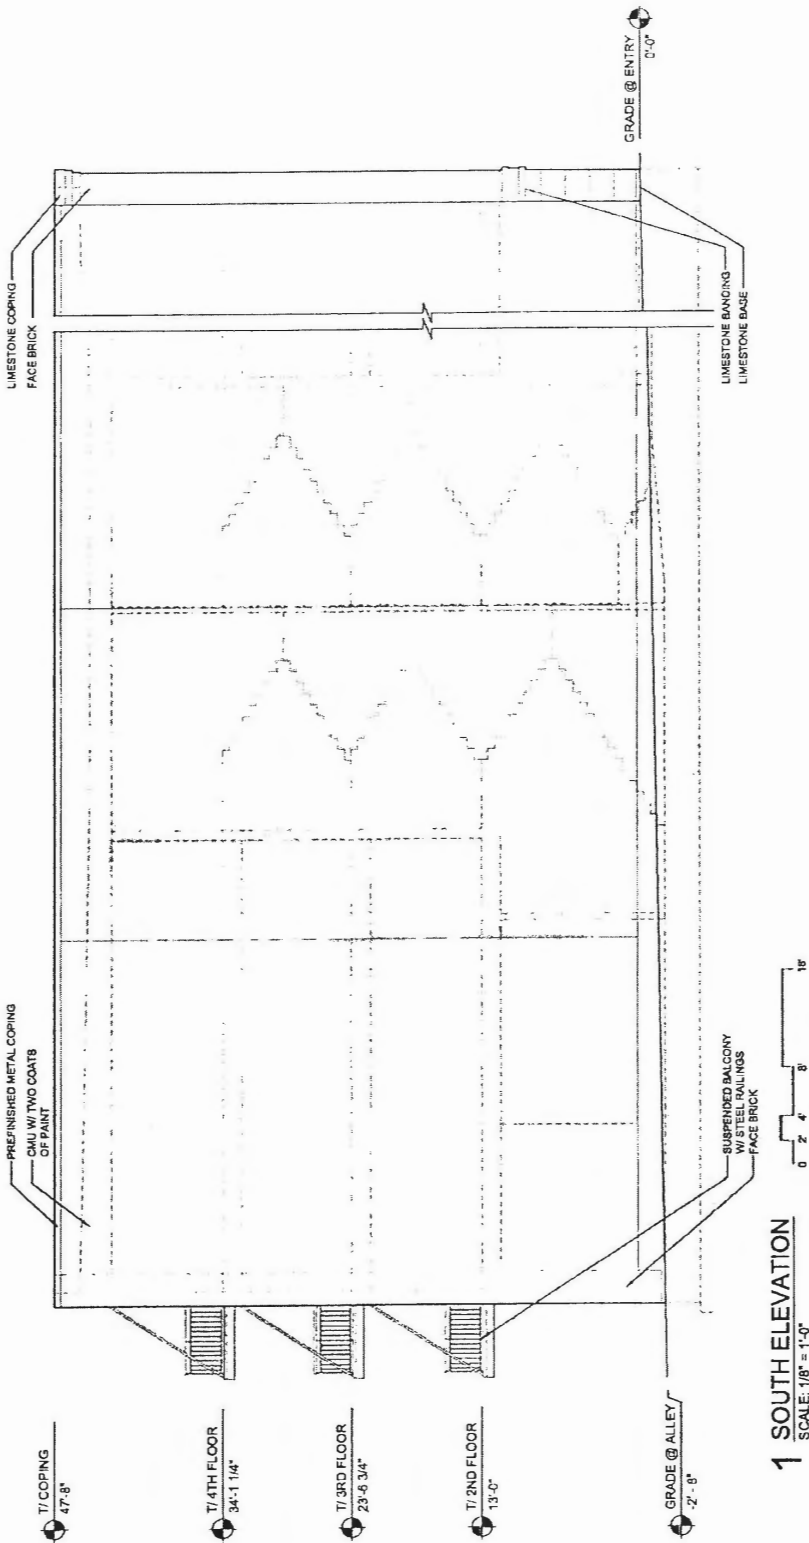 LIMESTONE COPING
FACE BRICK
GRADE @ ENTRY
0'-0"
PREFINISHED METAL COPING
CMU W/ TWO COATS
OF PAINT
LIMESTONE BANDING
LIMESTONE BASE
T/ COPING
47'-8"
T/ 4TH FLOOR
34'-1 1/4"
T/ 3RD FLOOR
23'-6 3/4"
T/ 2ND FLOOR
13'-0"
GRADE @ ALLEY
-2'-8"
SUSPENDED BALCONY
W/ STEEL RAILINGS
FACE BRICK
0 2' 4' 8' 16'
1 SOUTH ELEVATION
SCALE: 1/8" = 1'-0"